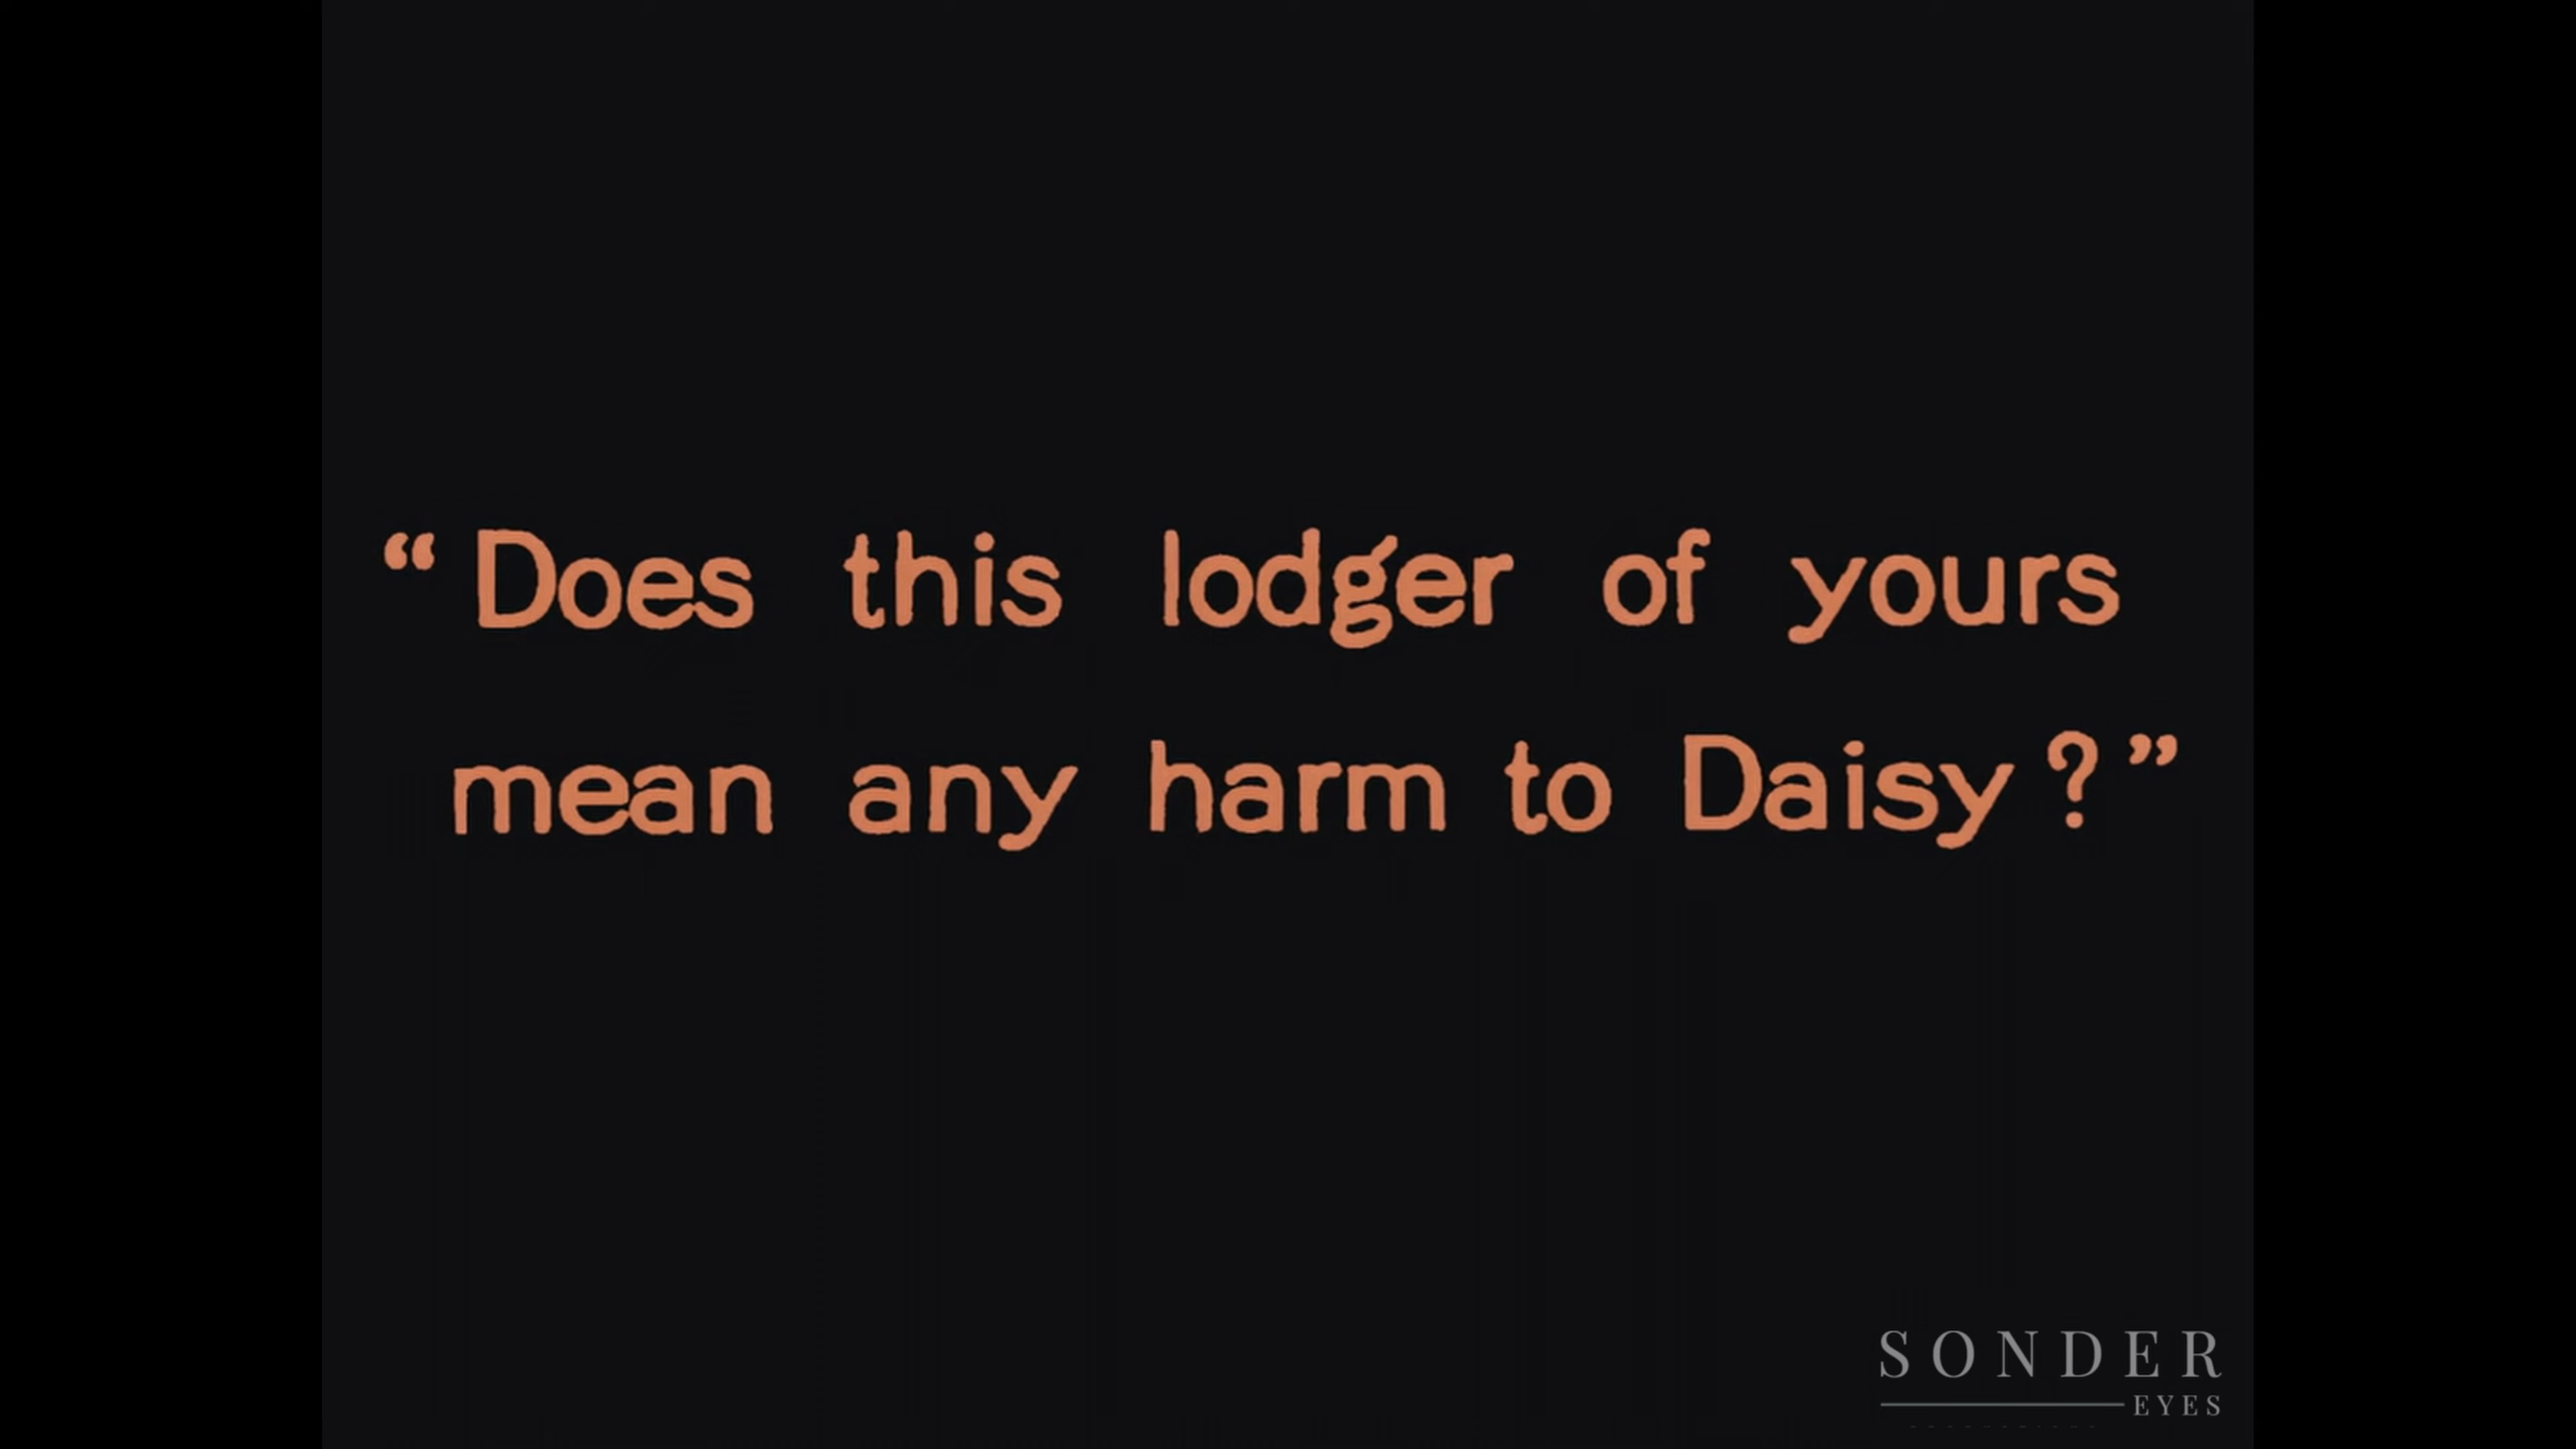 “Does this lodger of yours
mean any harm to Daisy?”
SONDER
EYES